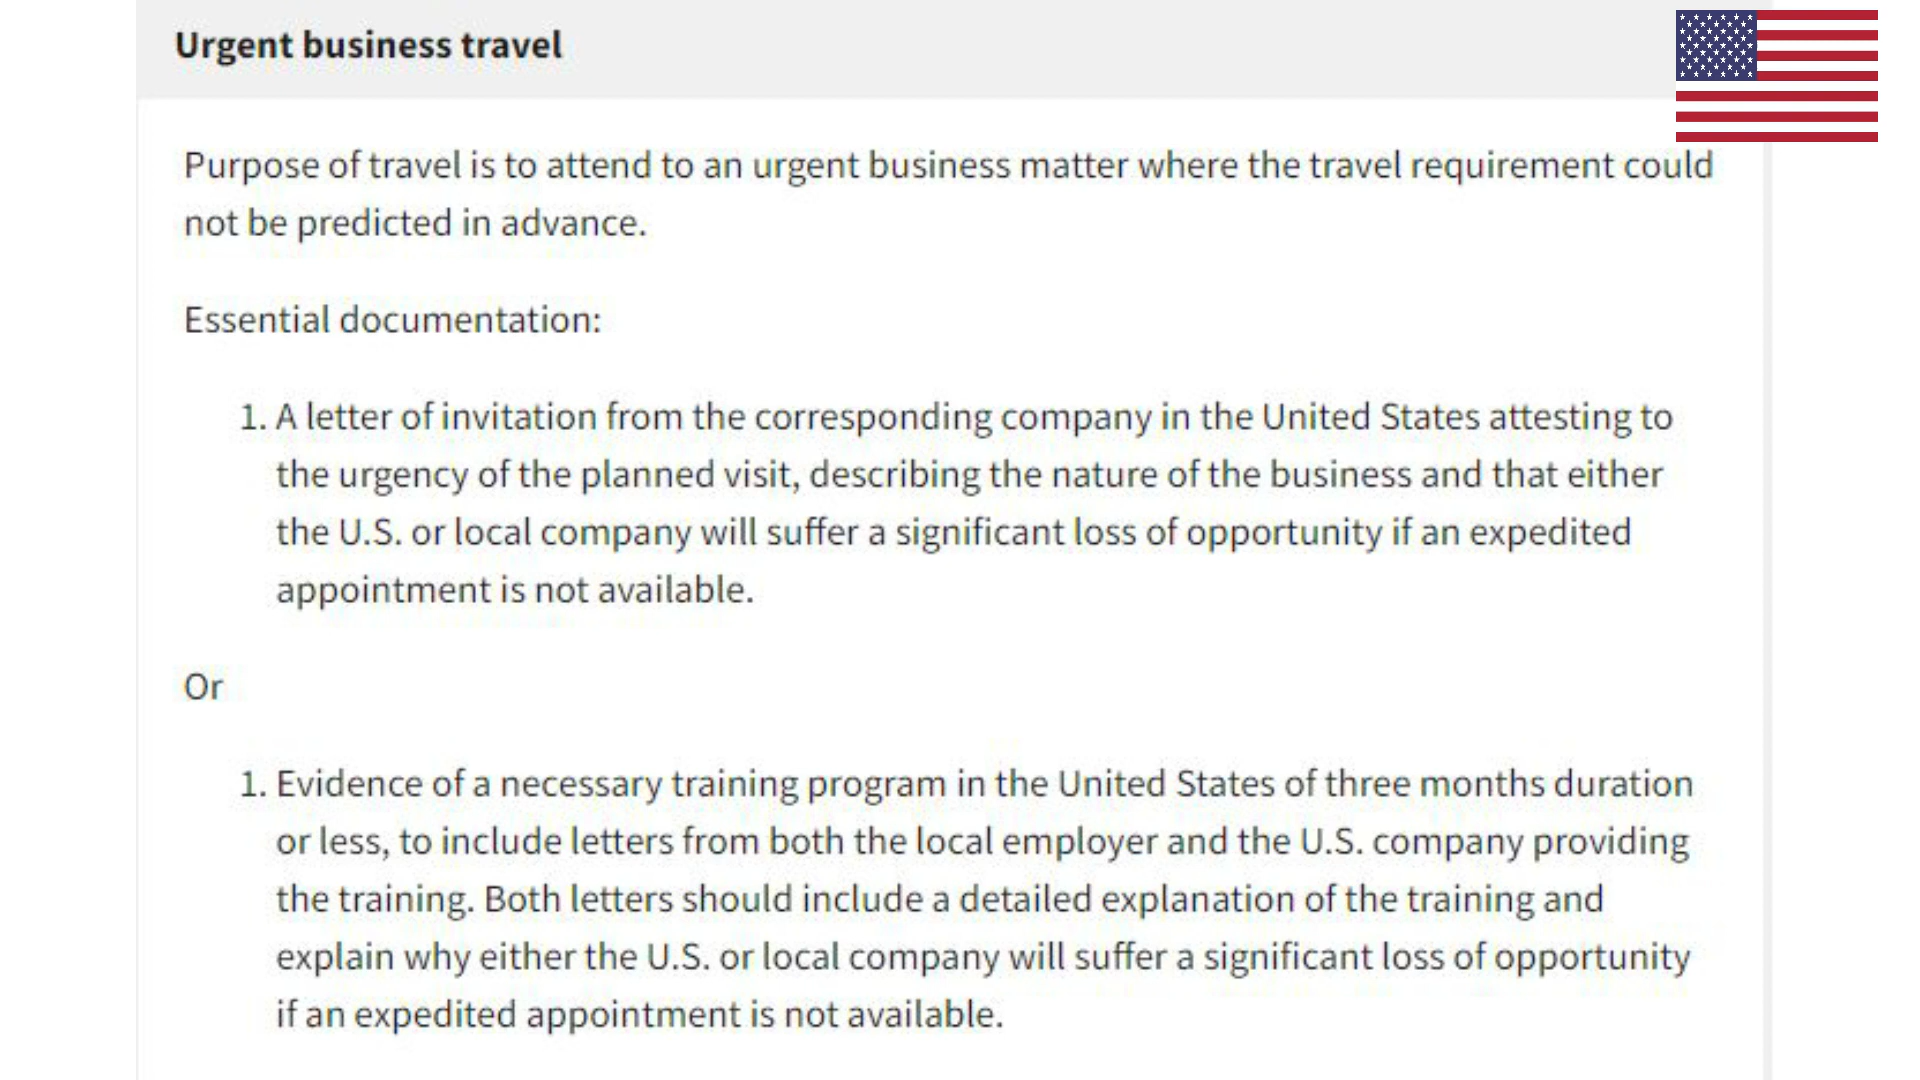 Urgent business travel
Purpose of travel is to attend to an urgent business matter where the travel requirement could
not be predicted in advance.
Essential documentation:
1. A letter of invitation from the corresponding company in the United States attesting to
the urgency of the planned visit, describing the nature of the business and that either
the U.S. or local company will suffer a significant loss of opportunity if an expedited
appointment is not available.
Or
1. Evidence of a necessary training program in the United States of three months duration
or less, to include letters from both the local employer and the U.S. company providing
the training. Both letters should include a detailed explanation of the training and
explain why either the U.S. or local company will suffer a significant loss of opportunity
if an expedited appointment is not available.